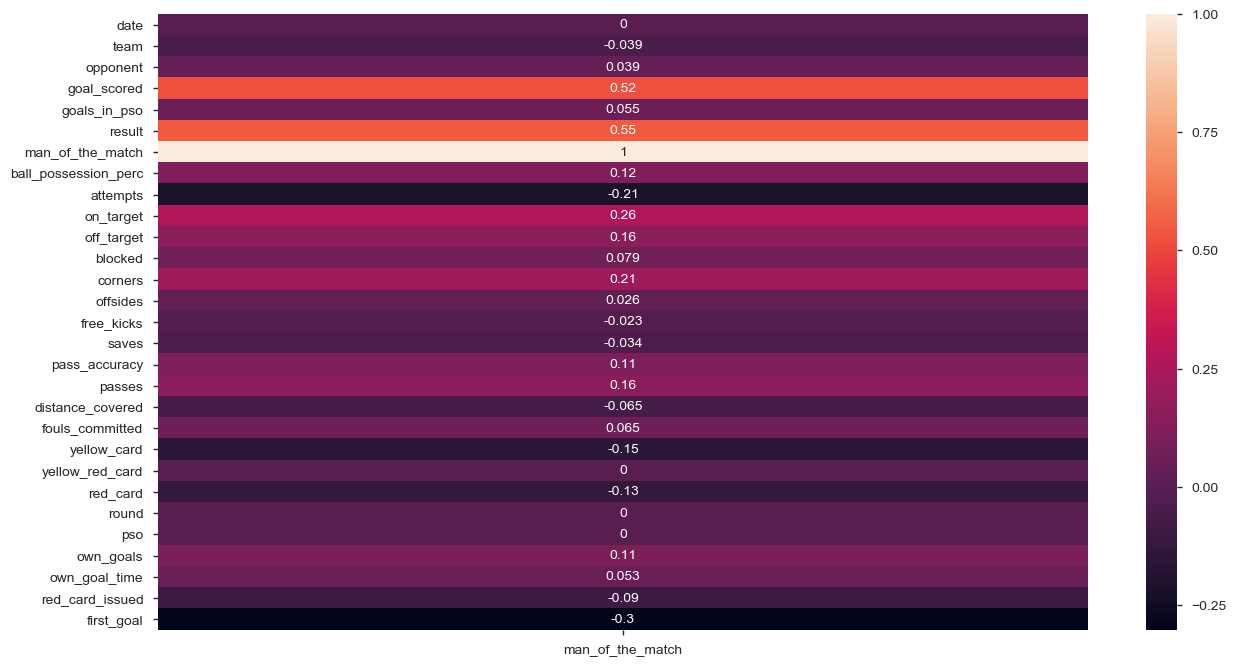 date 0
team -0.039
opponent 0.039
goal_scored 0.52
goals_in_pso 0.055
result 0.55
man_of_the_match 1
ball_possession_perc 0.12
attempts -0.21
on_target 0.26
off_target 0.16
blocked 0.079
corners 0.21
offsides 0.026
free_kicks -0.023
saves -0.034
pass_accuracy 0.11
passes 0.16
distance_covered -0.065
fouls_committed 0.065
yellow_card -0.15
yellow_red_card 0
red_card -0.13
round 0
pso 0
own_goals 0.11
own_goal_time 0.053
red_card_issued -0.09
first_goal -0.3
man_of_the_match
1.00
0.75
0.50
0.25
0.00
−0.25